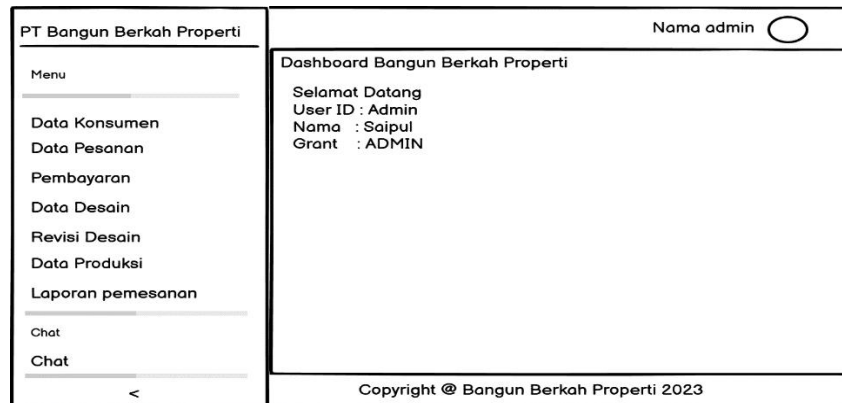 PT Bangun Berkah Properti
Menu
Data Konsumen
Data Pesanan
Pembayaran
Data Desain
Revisi Desain
Data Produksi
Laporan pemesanan
Chat
Chat
<
Nama admin
Dashboard Bangun Berkah Properti
Selamat Datang
User ID : Admin
Nama : Saipul
Grant : ADMIN
Copyright @ Bangun Berkah Properti 2023